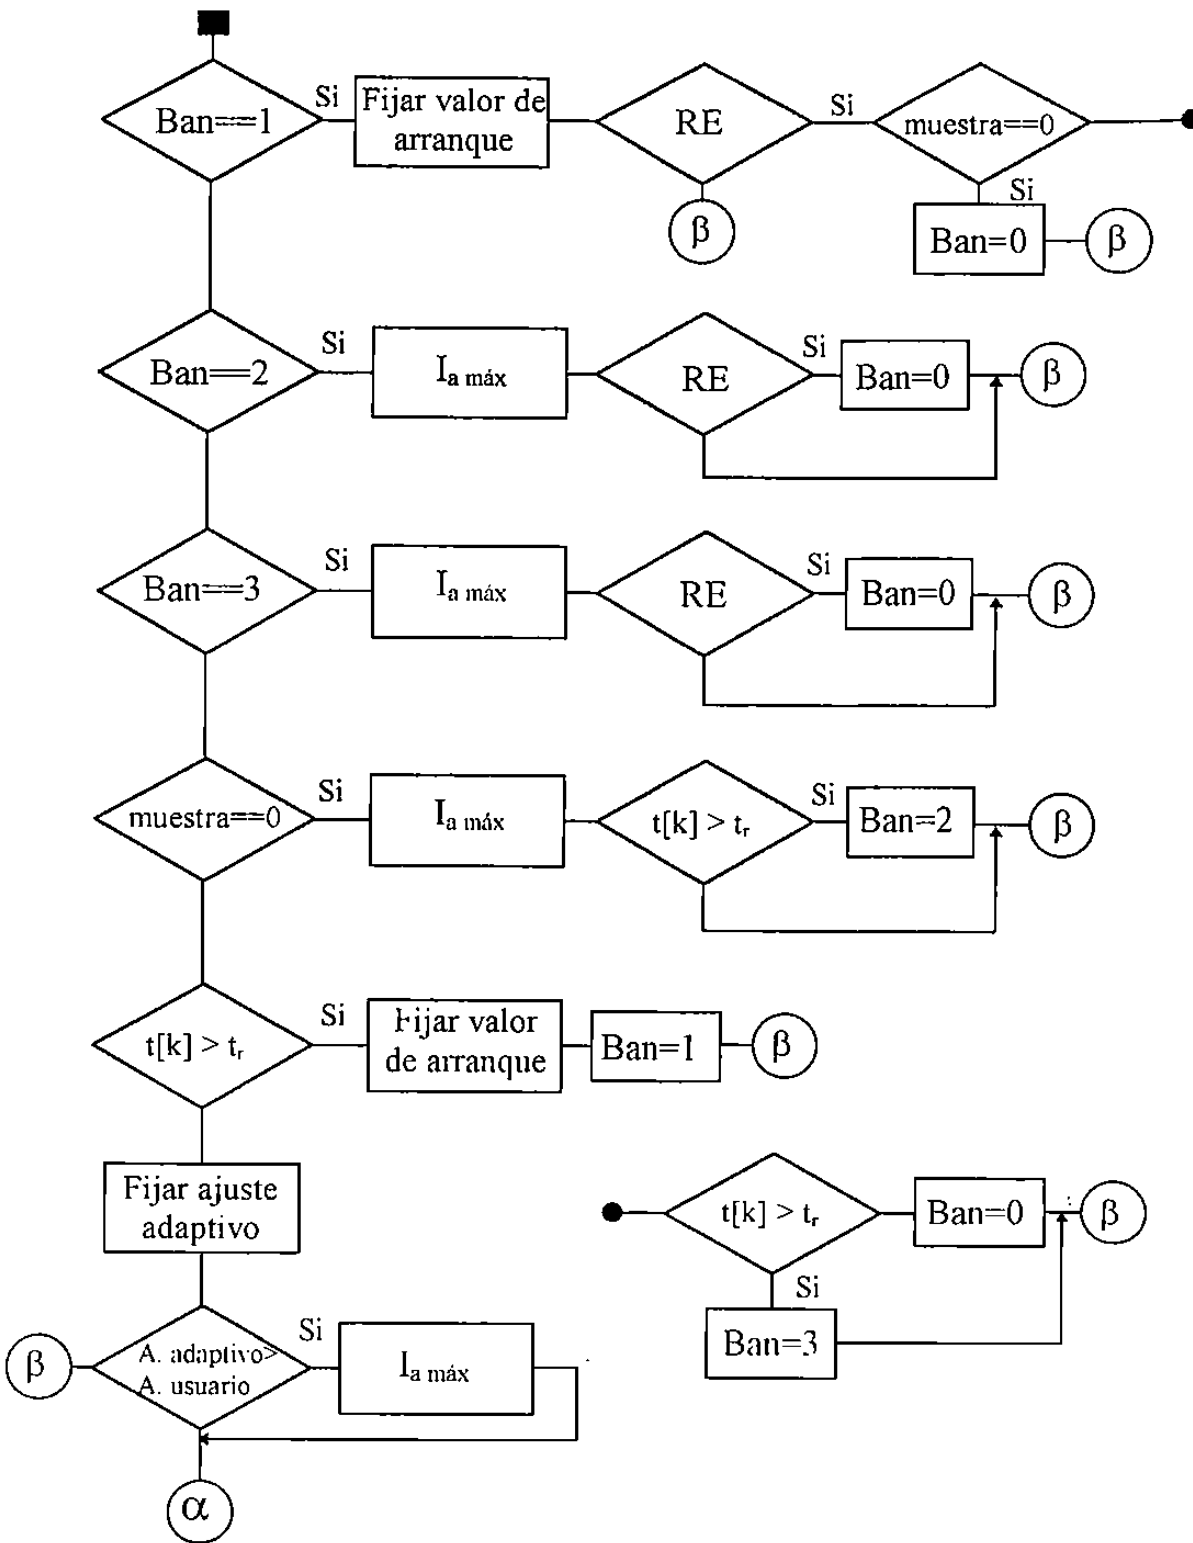 Ban==1
Si
Fijar valor de
arranque
RE
Si
muestra==0
β
Si
Ban=0
β
Ban==2
Si
Ia máx
RE
Si
Ban=0
β
Ban==3
Si
Ia máx
RE
Si
Ban=0
β
muestra==0
Si
Ia máx
t[k] > tr
Si
Ban=2
β
t[k] > tr
Si
Fijar valor
de arranque
Ban=1
β
Fijar ajuste
adaptivo
t[k] > tr
Ban=0
β
Si
Ban=3
β
A. adaptivo>
A. usuario
Si
Ia máx
α